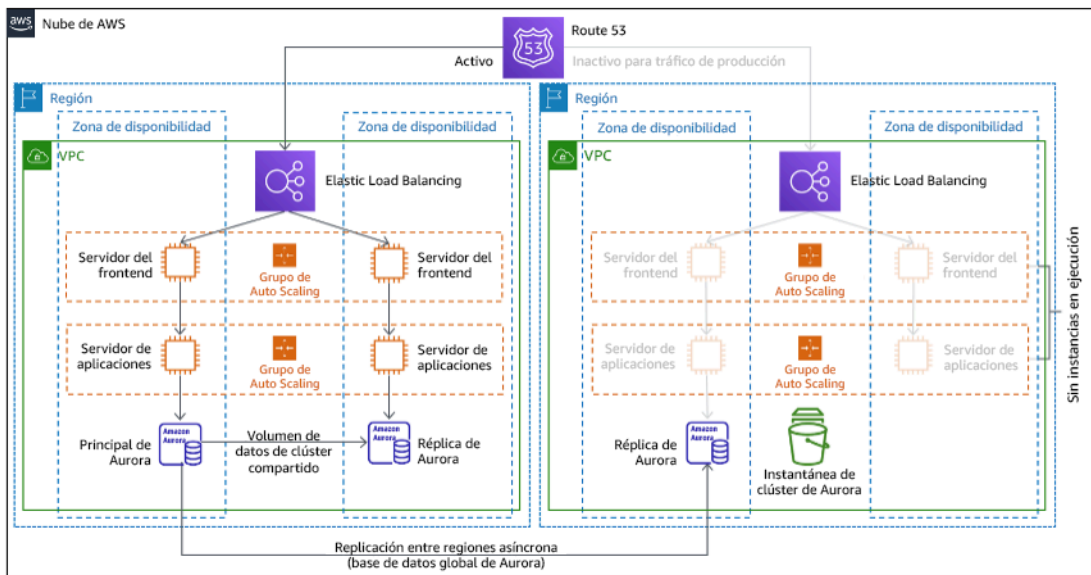 aws
Nube de AWS
Route 53
53
Activo
Inactivo para tráfico de producción
Región
Zona de disponibilidad
Zona de disponibilidad
VPC
Elastic Load Balancing
Servidor del
frontend
Grupo de
Auto Scaling
Servidor del
frontend
Servidor de
aplicaciones
Grupo de
Auto Scaling
Servidor de
aplicaciones
Principal de
Aurora
Amazon
Aurora
Volumen de
datos de clúster
compartido
Amazon
Aurora
Réplica de
Aurora
Región
Zona de disponibilidad
Zona de disponibilidad
VPC
Elastic Load Balancing
Servidor del
frontend
Grupo de
Auto Scaling
Servidor del
frontend
Servidor de
aplicaciones
Grupo de
Auto Scaling
Servidor de
aplicaciones
Réplica de
Aurora
Amazon
Aurora
Instantánea de
clúster de Aurora
Sin instancias en ejecución
Replicación entre regiones asíncrona
(base de datos global de Aurora)